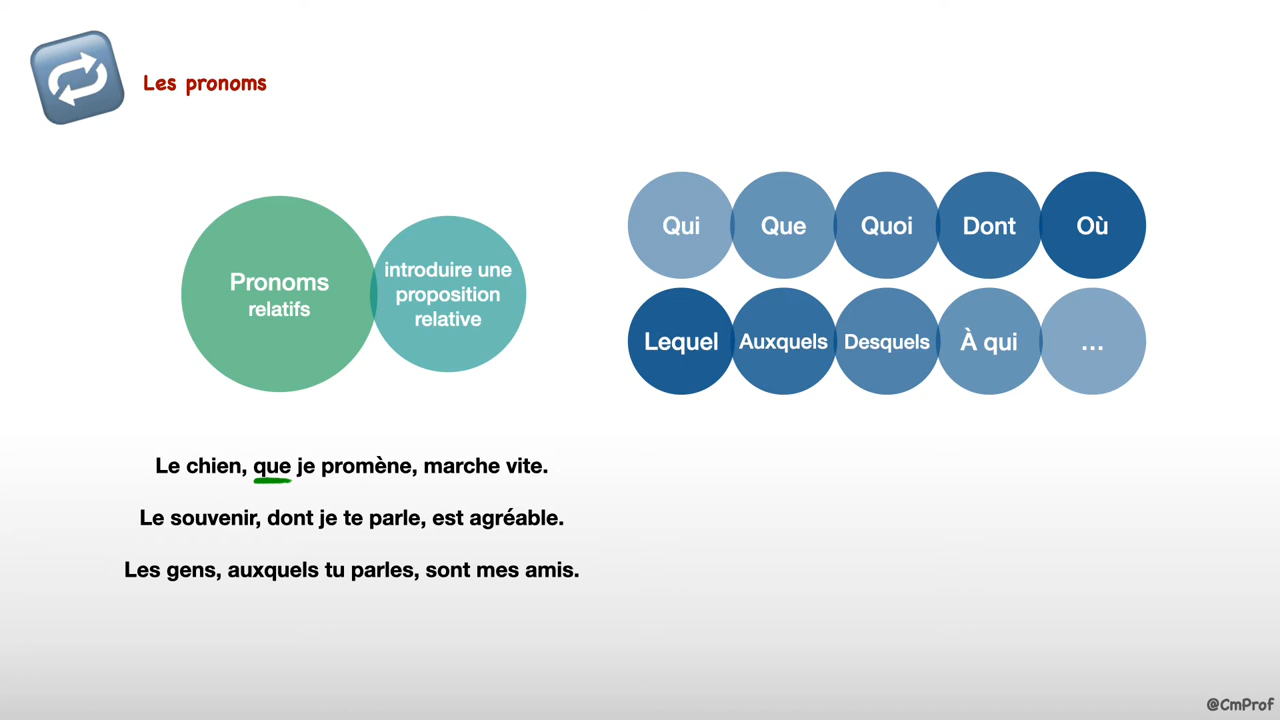 Les pronoms
Pronoms
relatifs
introduire une
proposition
relative
Qui
Que
Quoi
Dont
Où
Lequel
Auxquels
Desquels
À qui
...
Le chien, que je promène, marche vite.
Le souvenir, dont je te parle, est agréable.
Les gens, auxquels tu parles, sont mes amis.
@CmProf